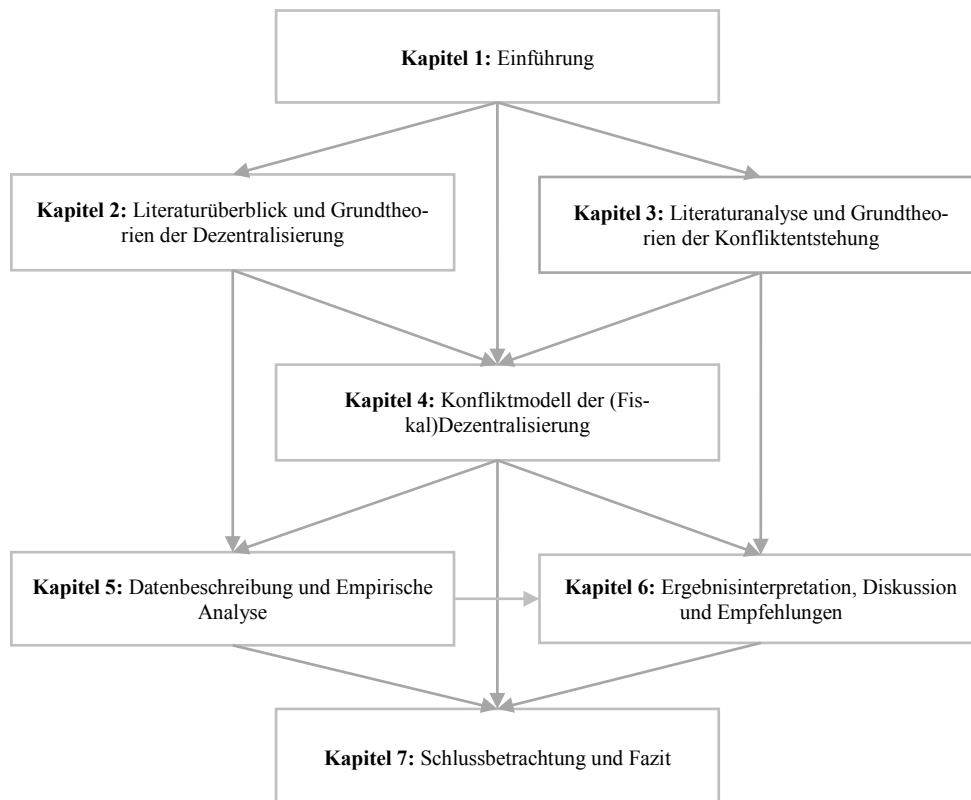 Kapitel 1: Einführung
Kapitel 2: Literaturüberblick und Grundtheo-
rien der Dezentralisierung
Kapitel 3: Literaturanalyse und Grundtheo-
rien der Konfliktentstehung
Kapitel 4: Konfliktmodell der (Fis-
kal)Dezentralisierung
Kapitel 5: Datenbeschreibung und Empirische
Analyse
Kapitel 6: Ergebnisinterpretation, Diskussion
und Empfehlungen
Kapitel 7: Schlussbetrachtung und Fazit